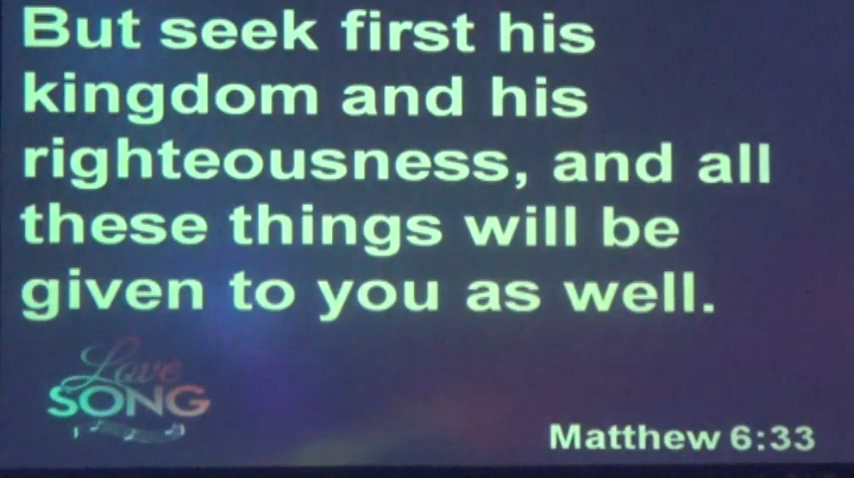 But seek first his
kingdom and his
righteousness, and all
these things will be
given to you as well.
Love
SONG
Matthew 6:33